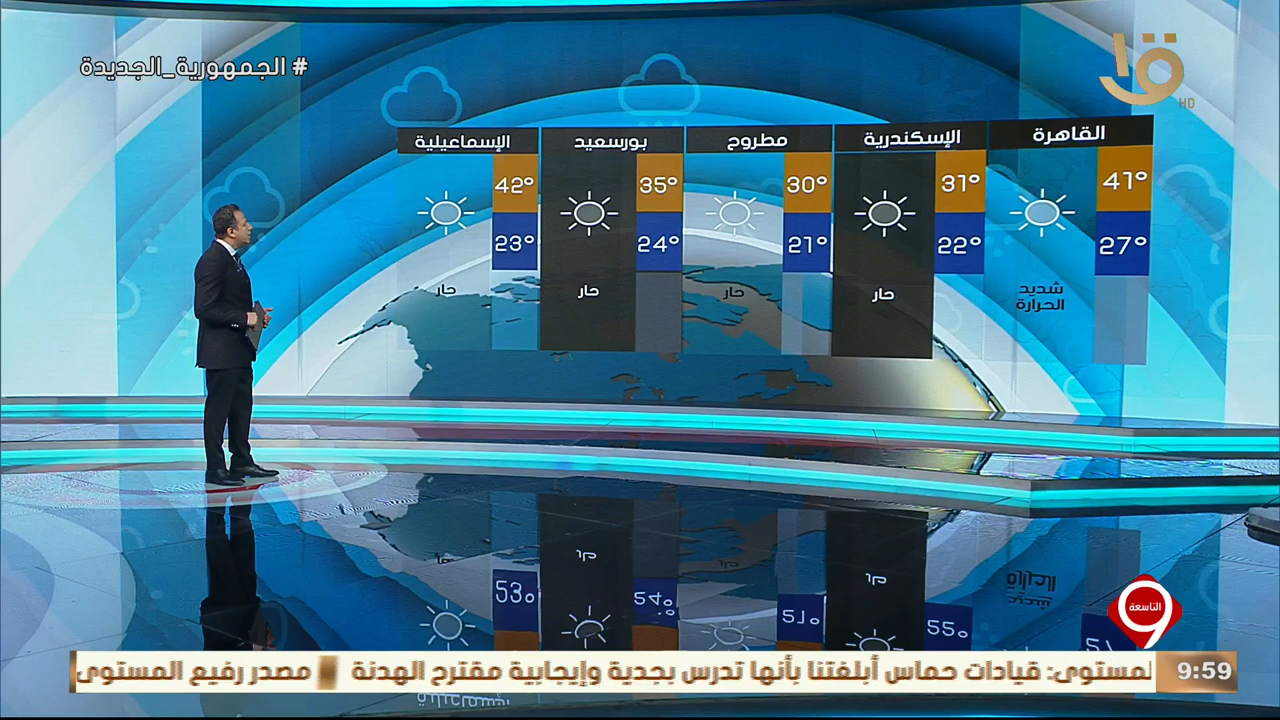 # الجمهورية_الجديدة
HD
القاهرة
41°
27°
شديد
الحرارة
الإسكندرية
31°
22°
حار
مطروح
30°
21°
حار
بورسعيد
35°
24°
حار
الإسماعيلية
42°
23°
حار
التاسعة
9
لمستوى: قيادات حماس أبلغتنا بأنها تدرس بجدية وإيجابية مقترح الهدنة
مصدر رفيع المستوى
9:59